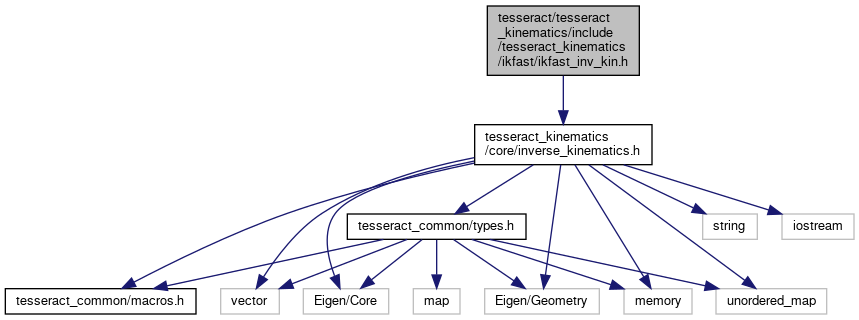 tesseract/tesseract
_kinematics/include
/tesseract_kinematics
/ikfast/ikfast_inv_kin.h
tesseract_kinematics
/core/inverse_kinematics.h
tesseract_common/types.h
string
iostream
tesseract_common/macros.h
vector
Eigen/Core
map
Eigen/Geometry
memory
unordered_map